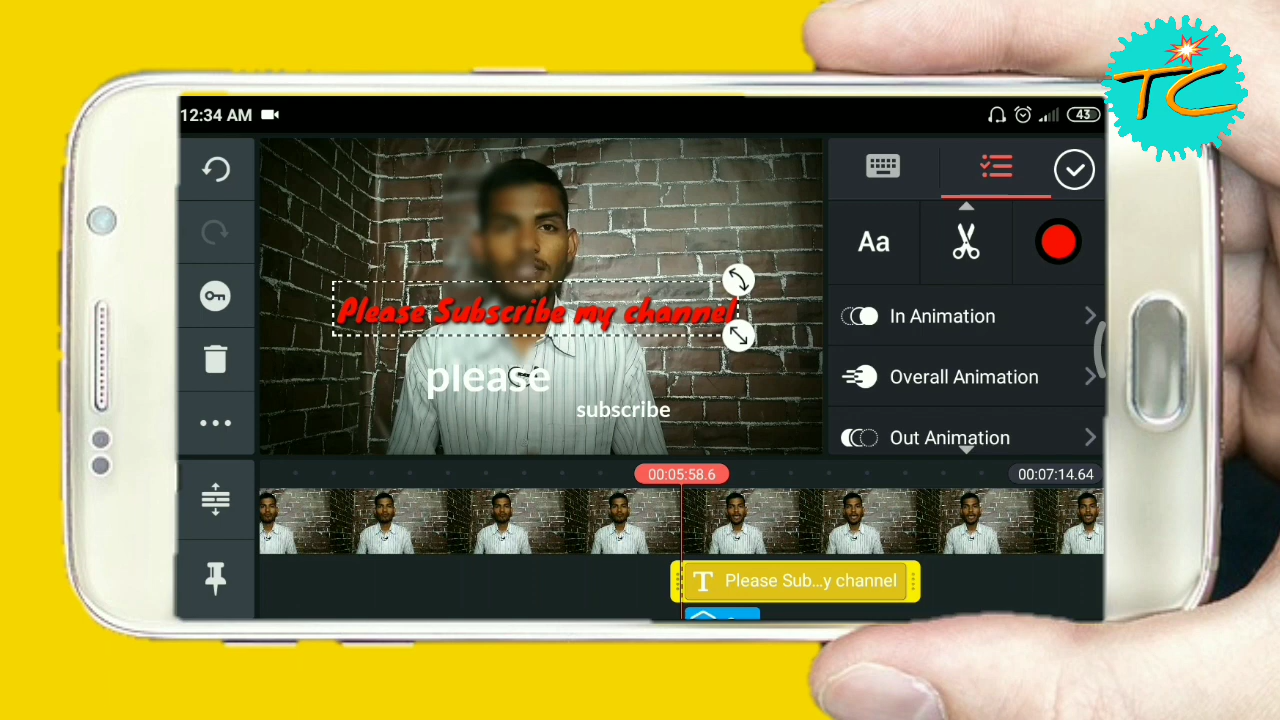 TC
12:34 AM
43
Aa
Please Subscribe my channel
please
subscribe
In Animation
Overall Animation
Out Animation
00:05:58.6
00:07:14.64
T Please Sub...y channel